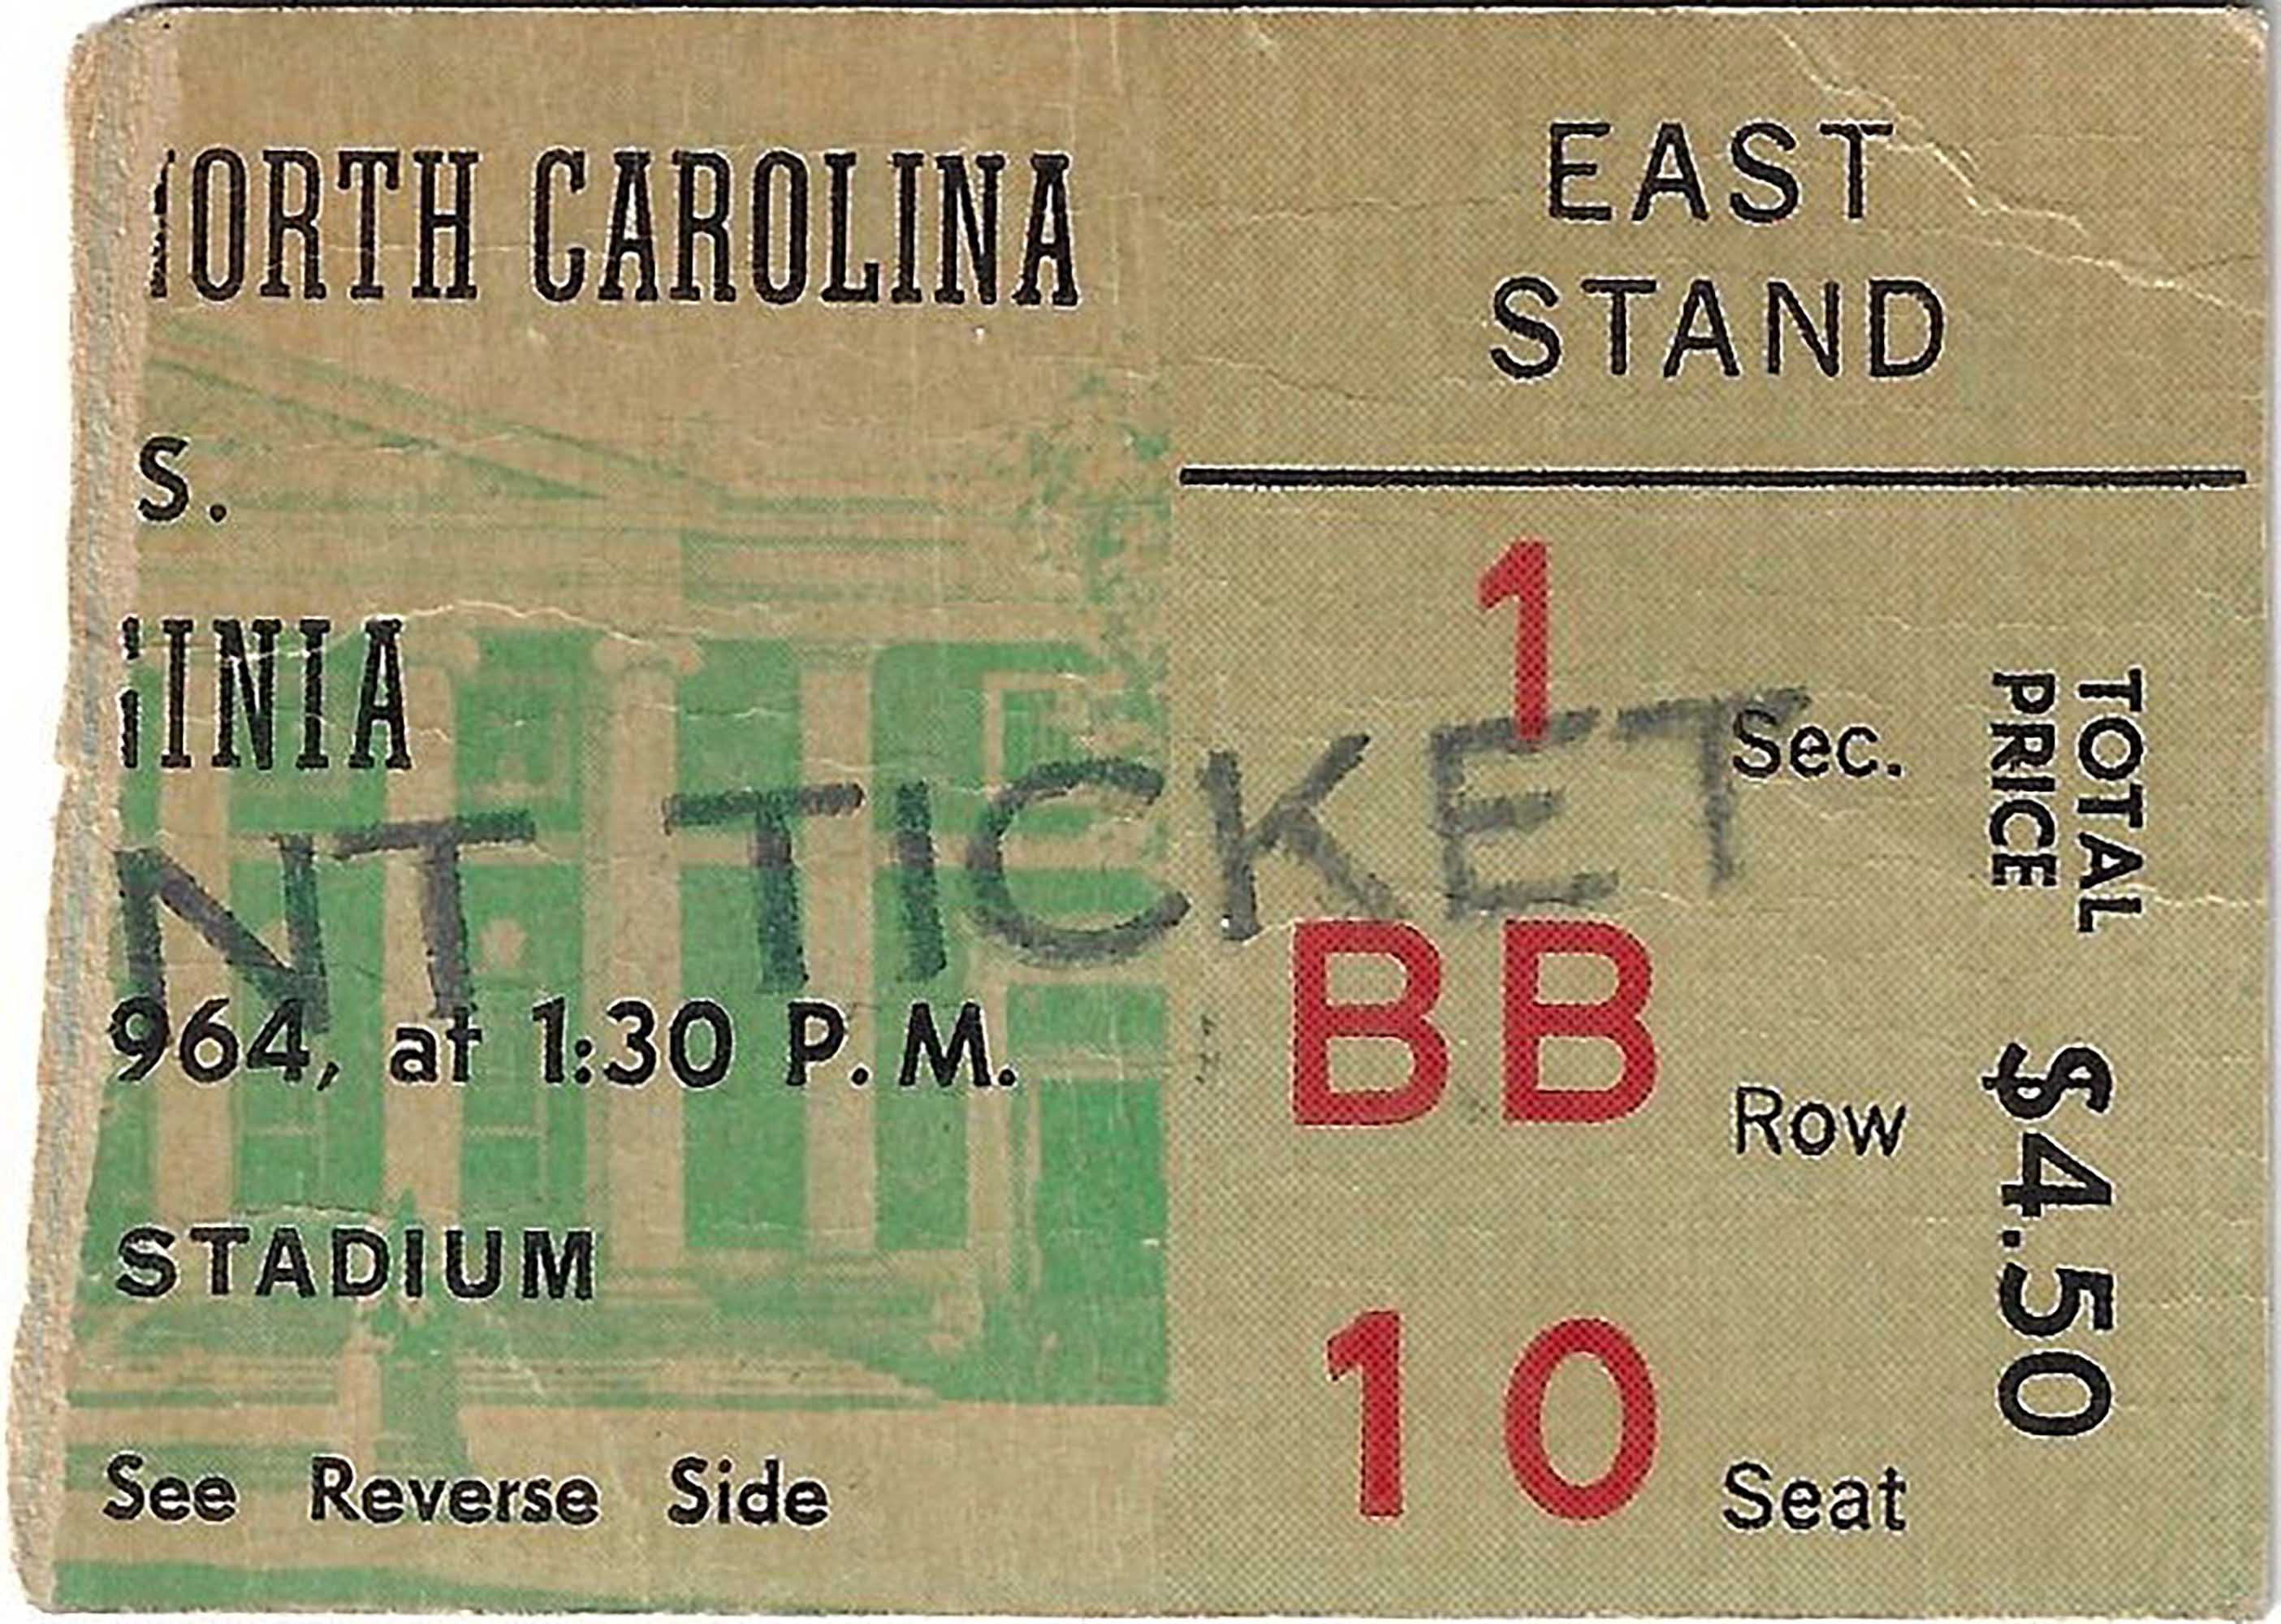 ORTH CAROLINA
S.
INIA
NT TICKET
964, at 1:30 P. M.
STADIUM
See Reverse Side
EAST
STAND
1 Sec.
BB Row
10 Seat
TOTAL
PRICE
$4.50